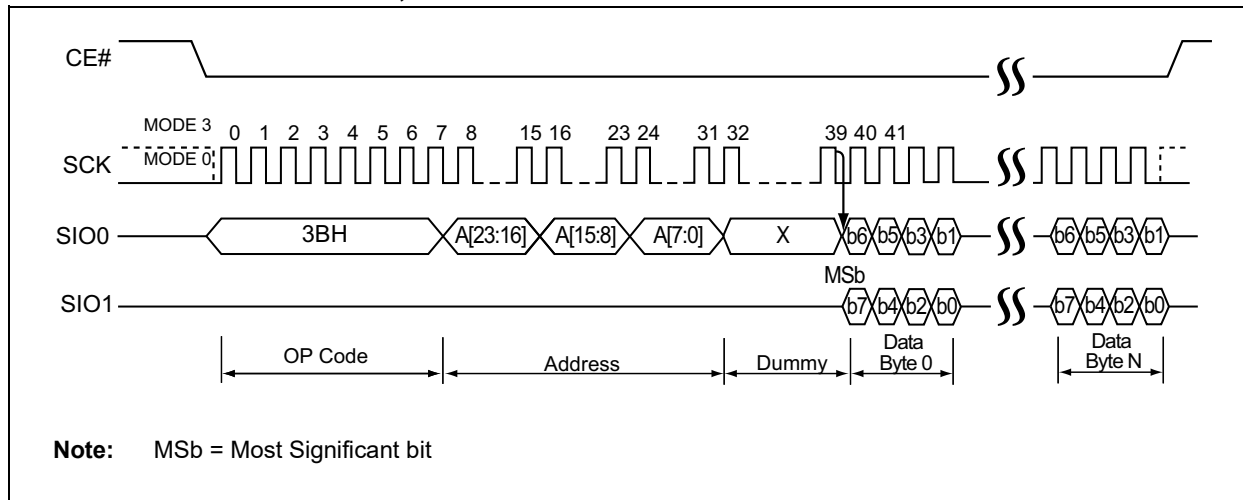 CE#
MODE 3
0 1 2 3 4 5 6 7 8 15 16 23 24 31 32 39 40 41
SCK
MODE 0
SIO0 3BH A[23:16] A[15:8] A[7:0] X b6 b5 b3 b1 b6 b5 b3 b1
MSb
SIO1 b7 b4 b2 b0 b7 b4 b2 b0
OP Code Address Dummy Data Byte 0 Data Byte N
Note: MSb = Most Significant bit